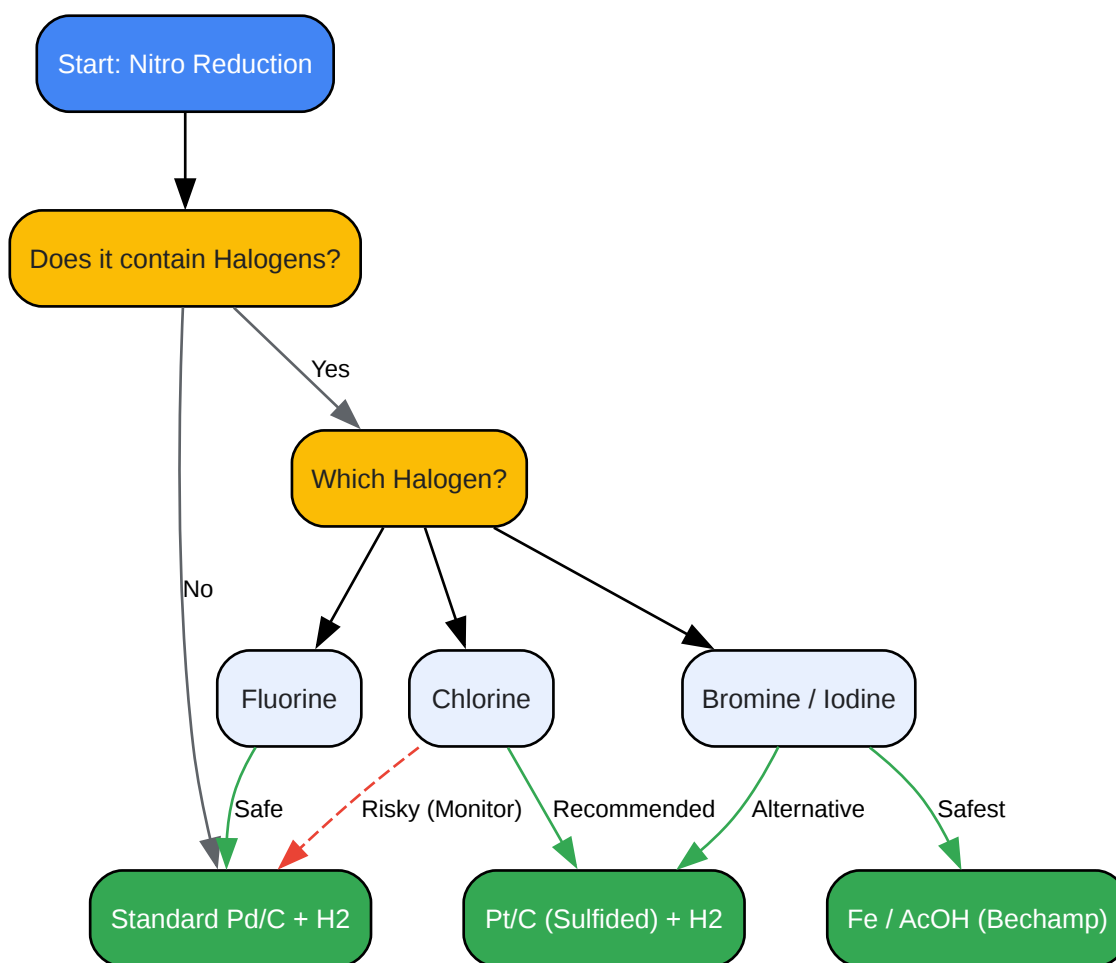 Start: Nitro Reduction
Does it contain Halogens?
Yes
Which Halogen?
No
Fluorine
Chlorine
Bromine / Iodine
Safe
Risky (Monitor)
Recommended
Alternative
Safest
Standard Pd/C + H2
Pt/C (Sulfided) + H2
Fe / AcOH (Bechamp)